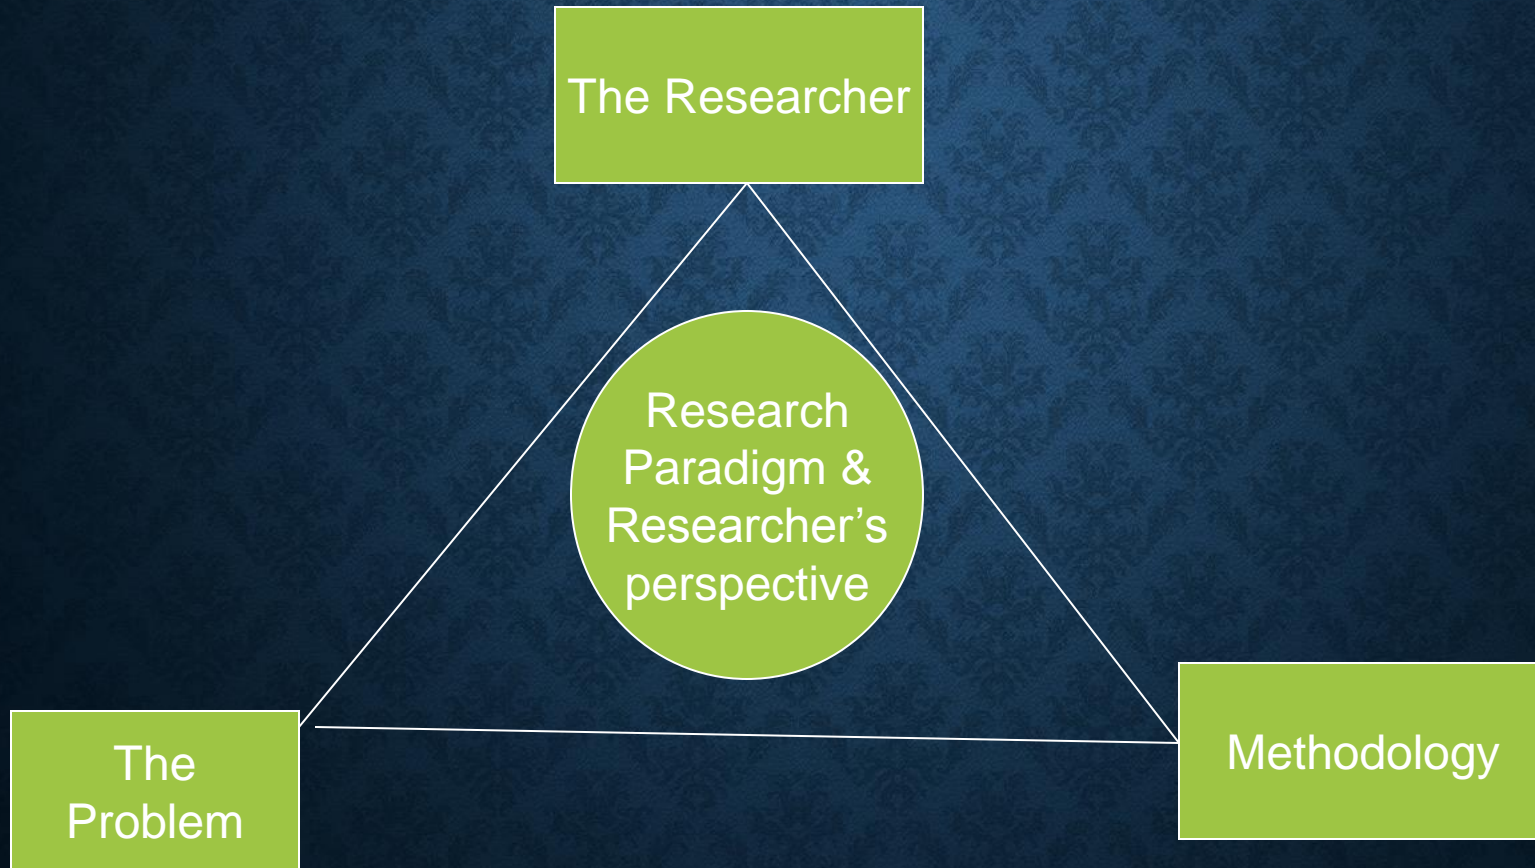 The Researcher
Research
Paradigm &
Researcher’s
perspective
The
Problem
Methodology